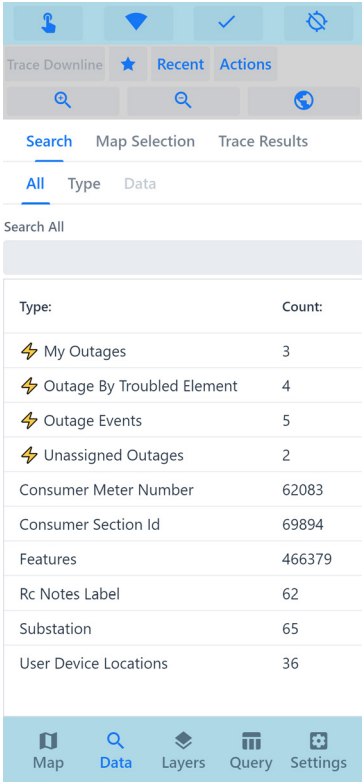 Trace Downline Recent Actions
Search Map Selection Trace Results
All Type Data
Search All
Type: Count:
My Outages 3
Outage By Troubled Element 4
Outage Events 5
Unassigned Outages 2
Consumer Meter Number 62083
Consumer Section Id 69894
Features 466379
Rc Notes Label 62
Substation 65
User Device Locations 36
Map Data Layers Query Settings